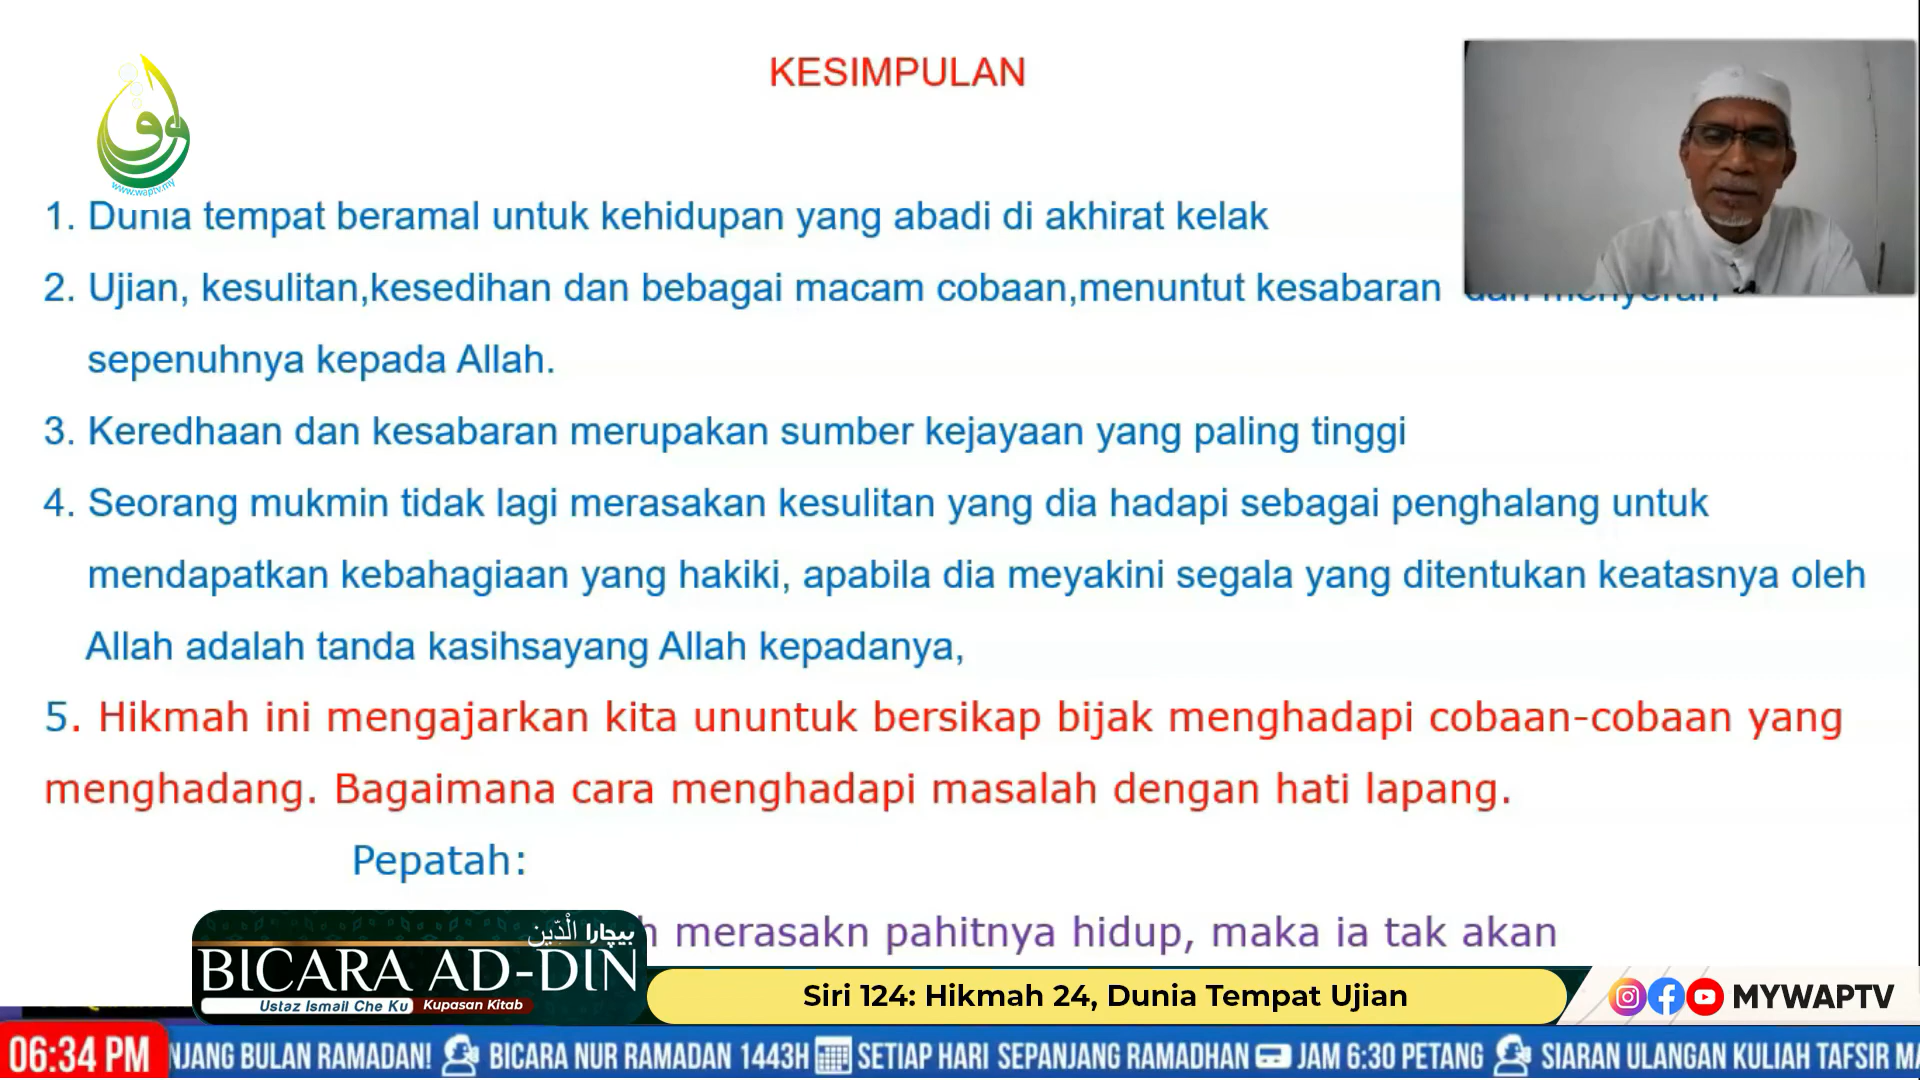 KESIMPULAN
www.waptv.my
1. Dunia tempat beramal untuk kehidupan yang abadi di akhirat kelak
2. Ujian, kesulitan,kesedihan dan bebagai macam cobaan,menuntut kesabaran dan menyerah
sepenuhnya kepada Allah.
3. Keredhaan dan kesabaran merupakan sumber kejayaan yang paling tinggi
4. Seorang mukmin tidak lagi merasakan kesulitan yang dia hadapi sebagai penghalang untuk
mendapatkan kebahagiaan yang hakiki, apabila dia meyakini segala yang ditentukan keatasnya oleh
Allah adalah tanda kasihsayang Allah kepadanya,
5. Hikmah ini mengajarkan kita ununtuk bersikap bijak menghadapi cobaan-cobaan yang
menghadang. Bagaimana cara menghadapi masalah dengan hati lapang.
Pepatah:
merasakn pahitnya hidup, maka ia tak akan
بيچارا الدّين
BICARA AD-DIN
Ustaz Ismail Che Ku Kupasan Kitab
Siri 124: Hikmah 24, Dunia Tempat Ujian
MYWAPTV
06:34 PM
NJANG BULAN RAMADAN! BICARA NUR RAMADAN 1443H SETIAP HARI SEPANJANG RAMADHAN JAM 6:30 PETANG SIARAN ULANGAN KULIAH TAFSIR